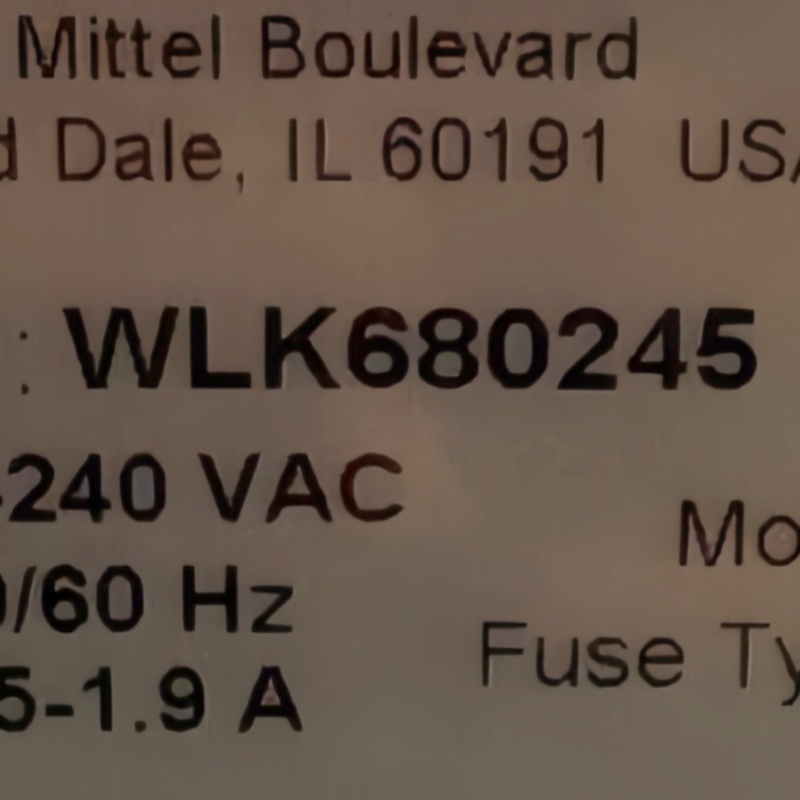 Mittel Boulevard
d Dale, IL 60191 USA
: WLK680245
-240 VAC
0/60 Hz
5-1.9 A
Mo
Fuse Ty